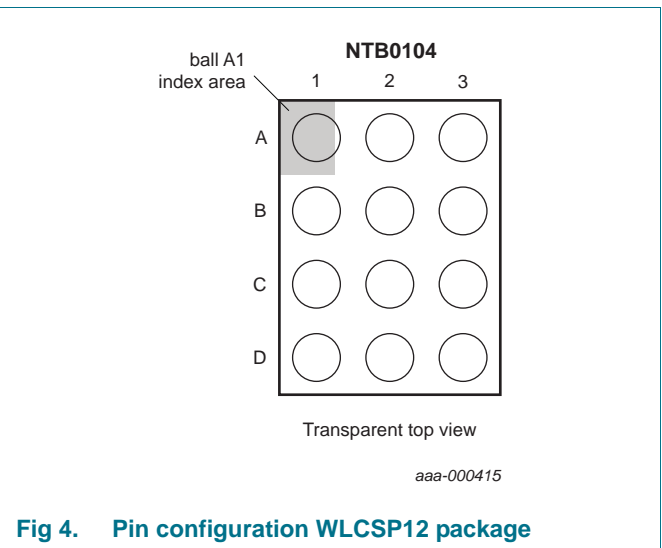 NTB0104
ball A1
index area
1 2 3
A
B
C
D
Transparent top view
aaa-000415
Fig 4. Pin configuration WLCSP12 package